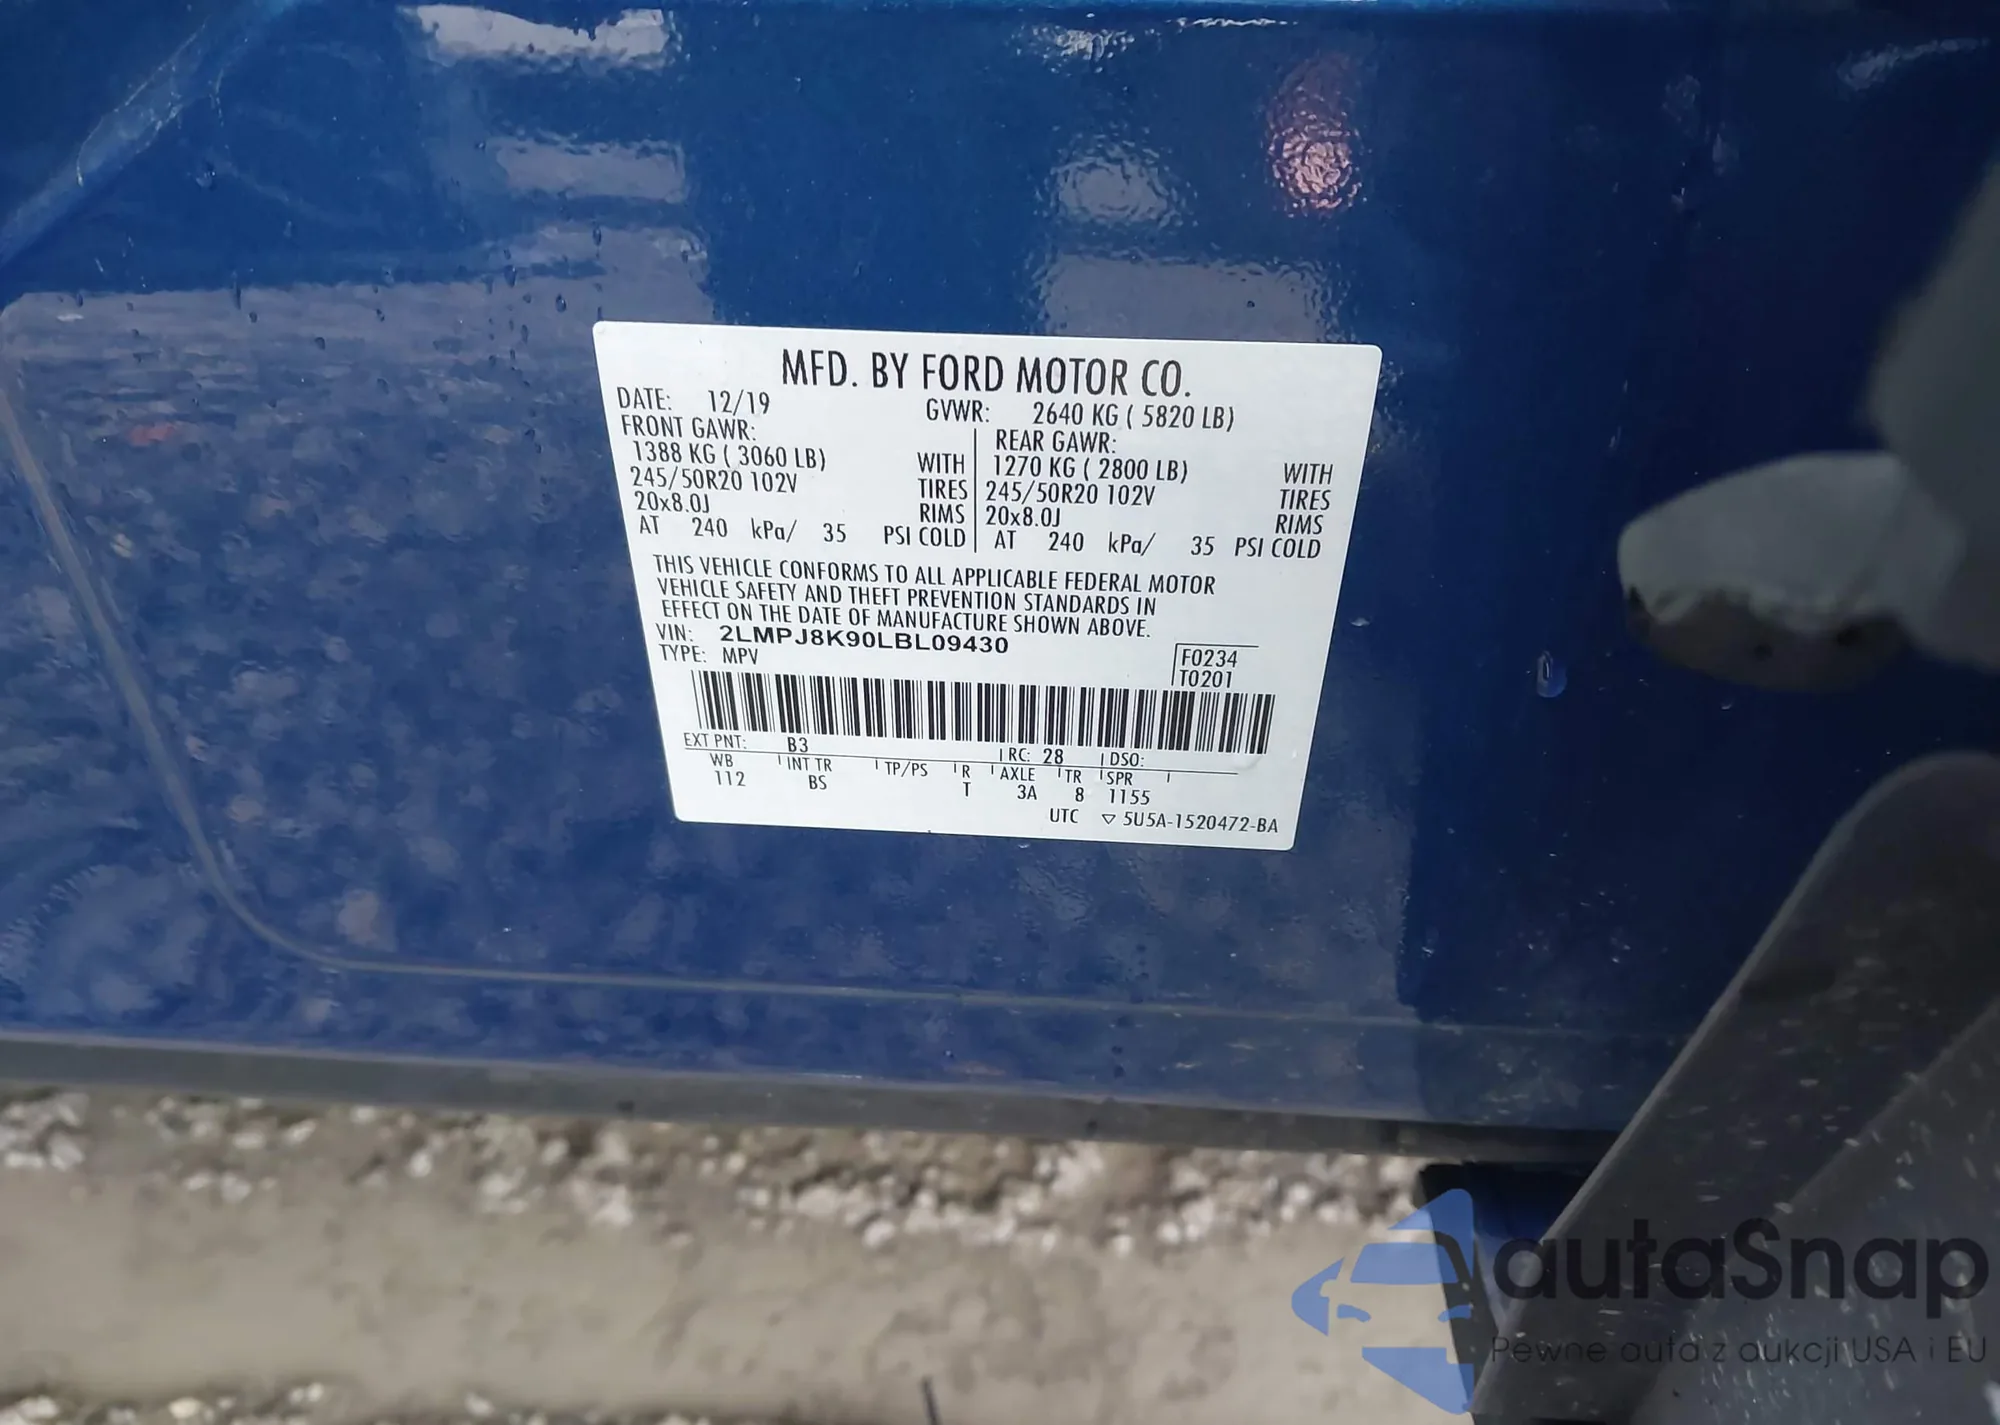 MFD. BY FORD MOTOR CO.
DATE: 12/19 GVWR: 2640 KG ( 5820 LB)
FRONT GAWR: REAR GAWR:
1388 KG ( 3060 LB) WITH 1270 KG ( 2800 LB) WITH
245/50R20 102V TIRES 245/50R20 102V TIRES
20x8.0J RIMS 20x8.0J RIMS
AT 240 kPa/ 35 PSI COLD AT 240 kPa/ 35 PSI COLD
THIS VEHICLE CONFORMS TO ALL APPLICABLE FEDERAL MOTOR
VEHICLE SAFETY AND THEFT PREVENTION STANDARDS IN
EFFECT ON THE DATE OF MANUFACTURE SHOWN ABOVE.
VIN: 2LMPJ8K90LBL09430
TYPE: MPV F0234
T0201
EXT PNT: B3 RC: 28 DSO:
WB INT TR TP/PS R AXLE TR SPR
112 BS T 3A 8 1155
UTC ▽ 5U5A-1520472-BA
autaSnap
Pewne auta z aukcji USA i EU